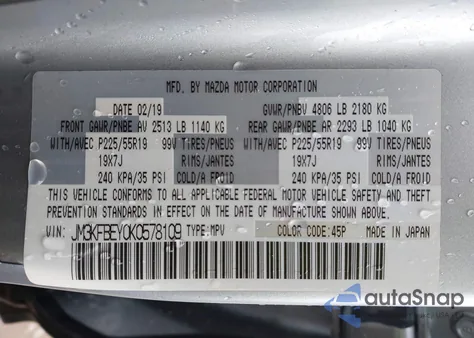 MFD. BY MAZDA MOTOR CORPORATION
DATE 02/19 GVWR/PNBV 4806 LB 2180 KG
FRONT GAWR/PNBE AV 2513 LB 1140 KG REAR GAWR/PNBE AR 2293 LB 1040 KG
WITH/AVEC P225/55R19 99V TIRES/PNEUS WITH/AVEC P225/55R19 99V TIRES/PNEUS
19X7J RIMS/JANTES 19X7J RIMS/JANTES
240 KPA/35 PSI COLD/A FROID 240 KPA/35 PSI COLD/A FROID
THIS VEHICLE CONFORMS TO ALL APPLICABLE FEDERAL MOTOR VEHICLE SAFETY AND THEFT
PREVENTION STANDARDS IN EFFECT ON THE DATE OF MANUFACTURE SHOWN ABOVE.
VIN: JM3KFBEY0K0578109 TYPE:MPV COLOR CODE:45P MADE IN JAPAN
autoSnap